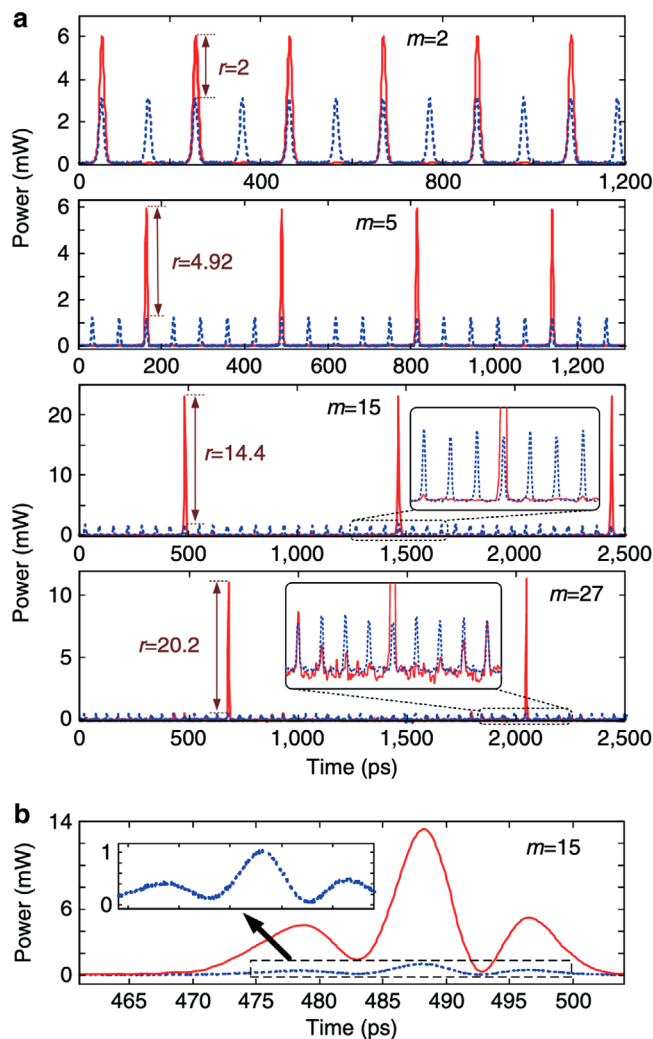 a
m=2
r=2
6
4
2
0
0 400 800 1,200
m=5
r=4.92
6
4
2
0
0 200 400 600 800 1,000 1,200
Power (mW)
m=15
r=14.4
20
10
0
0 500 1,000 1,500 2,000 2,500
m=27
r=20.2
10
5
0
0 500 1,000 1,500 2,000 2,500
Power (mW)
Time (ps)
b
m=15
14
6
0
1
0
465 470 475 480 485 490 495 500
Power (mW)
Time (ps)